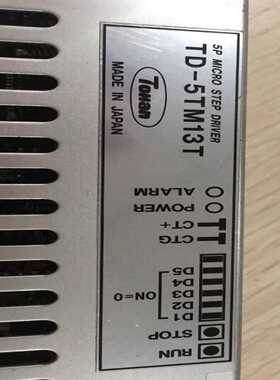 5P MICRO STEP DRIVER
TD-5TM13T
Towan
MADE IN JAPAN
POWER
ALARM
CTG
CT+
D5
D4
D3
D2
D1
ON=0
RUN
STOP